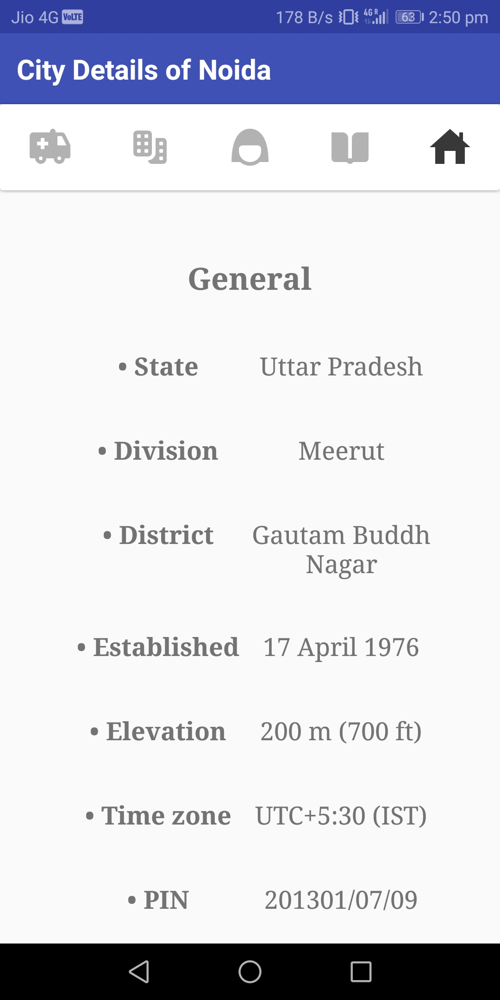 Jio 4G VoLTE 178 B/s 4G R 63 2:50 pm
City Details of Noida
General
• State Uttar Pradesh
• Division Meerut
• District Gautam Buddh
Nagar
• Established 17 April 1976
• Elevation 200 m (700 ft)
• Time zone UTC+5:30 (IST)
• PIN 201301/07/09